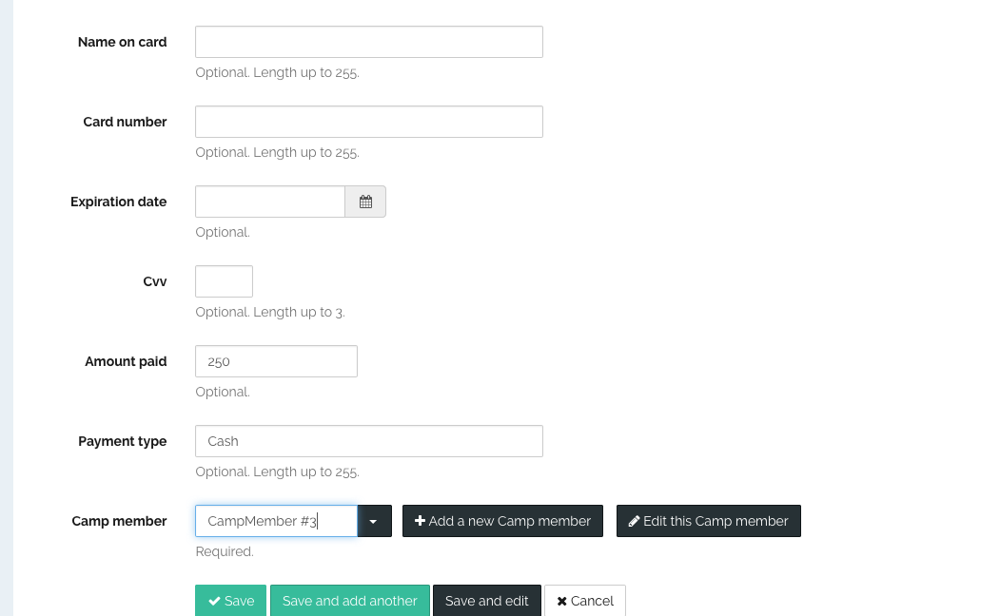 Name on card
Optional. Length up to 255.
Card number
Optional. Length up to 255.
Expiration date
Optional.
Cvv
Optional. Length up to 3.
Amount paid 250
Optional.
Payment type Cash
Optional. Length up to 255.
Camp member CampMember #3 Add a new Camp member Edit this Camp member
Required.
Save Save and add another Save and edit Cancel